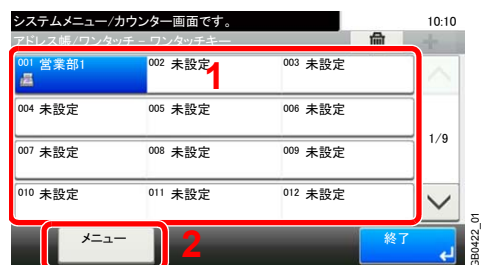 システムメニュー/カウンター画面です。
10:10
アドレス帳/ワンタッチ - ワンタッチキー
001 営業部1
002 未設定
003 未設定
1
004 未設定
005 未設定
006 未設定
1/9
007 未設定
008 未設定
009 未設定
010 未設定
011 未設定
012 未設定
メニュー
2
終了
GB0422_01